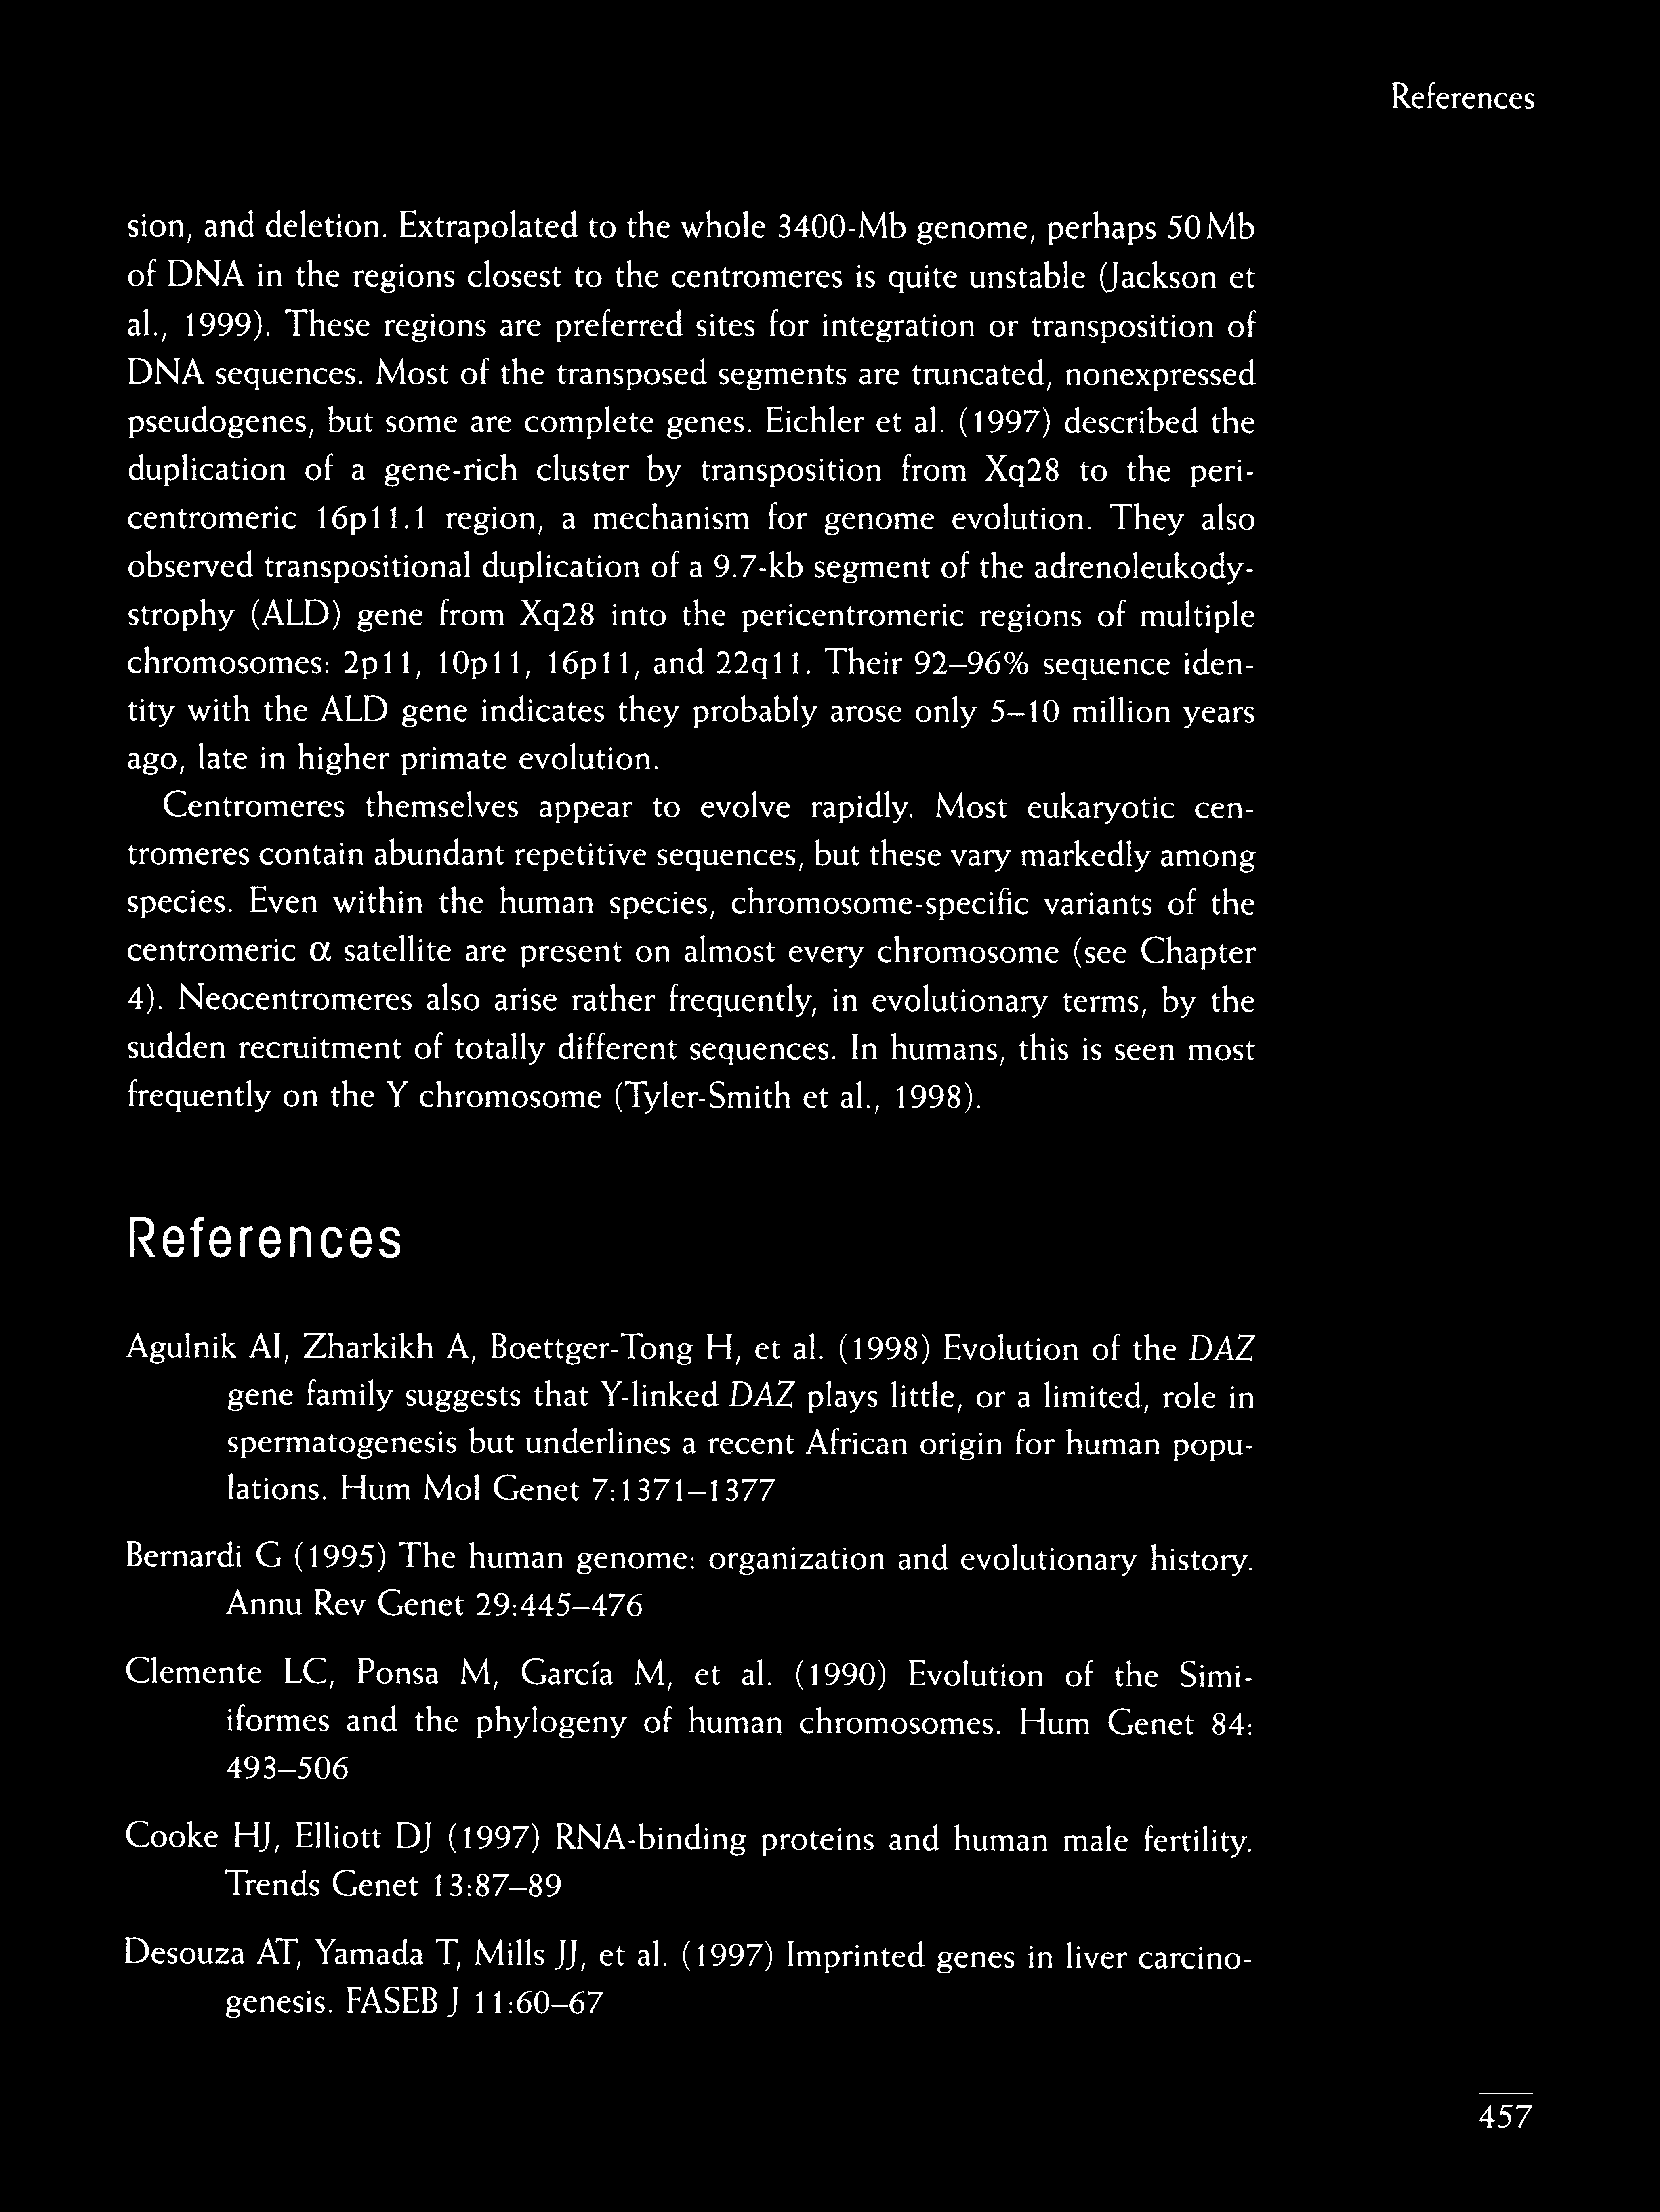 References
sion, and deletion. Extrapolated to the whole 3400-Mb genome, perhaps 50 Mb
of DNA in the regions closest to the centromeres is quite unstable (Jackson et
al., 1999). These regions are preferred sites for integration or transposition of
DNA sequences. Most of the transposed segments are truncated, nonexpressed
pseudogenes, but some are complete genes. Eichler et al. (1997) described the
duplication of a gene-rich cluster by transposition from Xq28 to the peri-
centromeric 16p11.1 region, a mechanism for genome evolution. They also
observed transpositional duplication of a 9.7-kb segment of the adrenoleukody-
strophy (ALD) gene from Xq28 into the pericentromeric regions of multiple
chromosomes: 2p11, 10p11, 16p11, and 22q11. Their 92–96% sequence iden-
tity with the ALD gene indicates they probably arose only 5–10 million years
ago, late in higher primate evolution.
Centromeres themselves appear to evolve rapidly. Most eukaryotic cen-
tromeres contain abundant repetitive sequences, but these vary markedly among
species. Even within the human species, chromosome-specific variants of the
centromeric α satellite are present on almost every chromosome (see Chapter
4). Neocentromeres also arise rather frequently, in evolutionary terms, by the
sudden recruitment of totally different sequences. In humans, this is seen most
frequently on the Y chromosome (Tyler-Smith et al., 1998).
References
Agulnik AI, Zharkikh A, Boettger-Tong H, et al. (1998) Evolution of the DAZ
gene family suggests that Y-linked DAZ plays little, or a limited, role in
spermatogenesis but underlines a recent African origin for human popu-
lations. Hum Mol Genet 7:1371–1377
Bernardi G (1995) The human genome: organization and evolutionary history.
Annu Rev Genet 29:445–476
Clemente LC, Ponsa M, García M, et al. (1990) Evolution of the Simi-
iformes and the phylogeny of human chromosomes. Hum Genet 84:
493–506
Cooke HJ, Elliott DJ (1997) RNA-binding proteins and human male fertility.
Trends Genet 13:87–89
Desouza AT, Yamada T, Mills JJ, et al. (1997) Imprinted genes in liver carcino-
genesis. FASEB J 11:60–67
457